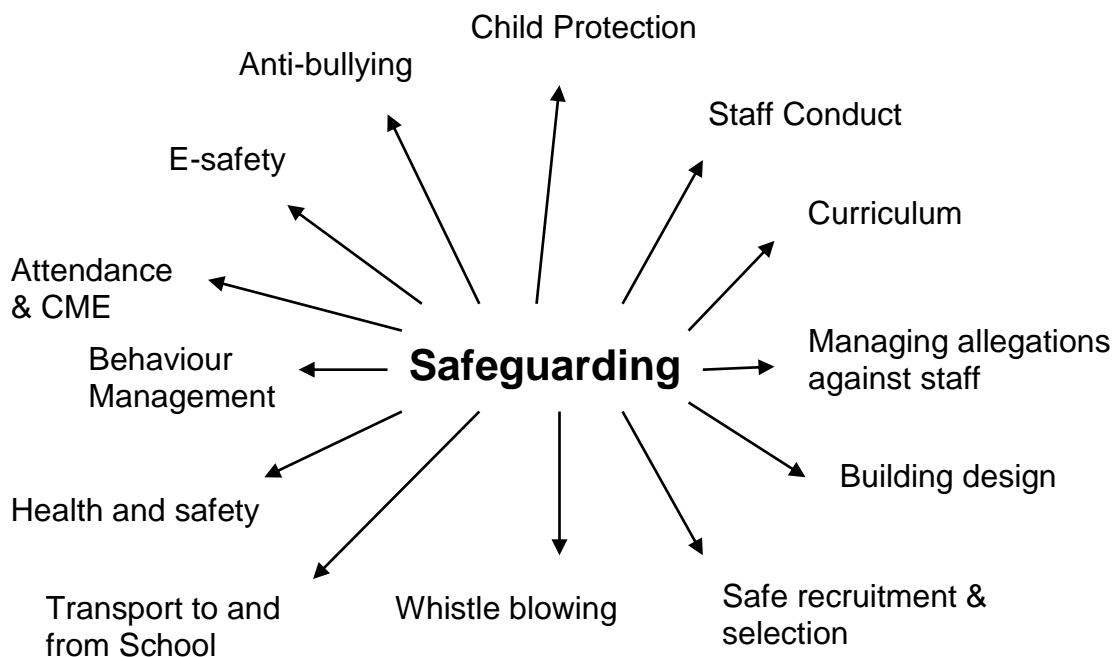 Child Protection
Anti-bullying
Staff Conduct
E-safety
Curriculum
Attendance
& CME
Managing allegations
against staff
Behaviour
Management
Safeguarding
Building design
Health and safety
Transport to and
from School
Whistle blowing
Safe recruitment &
selection